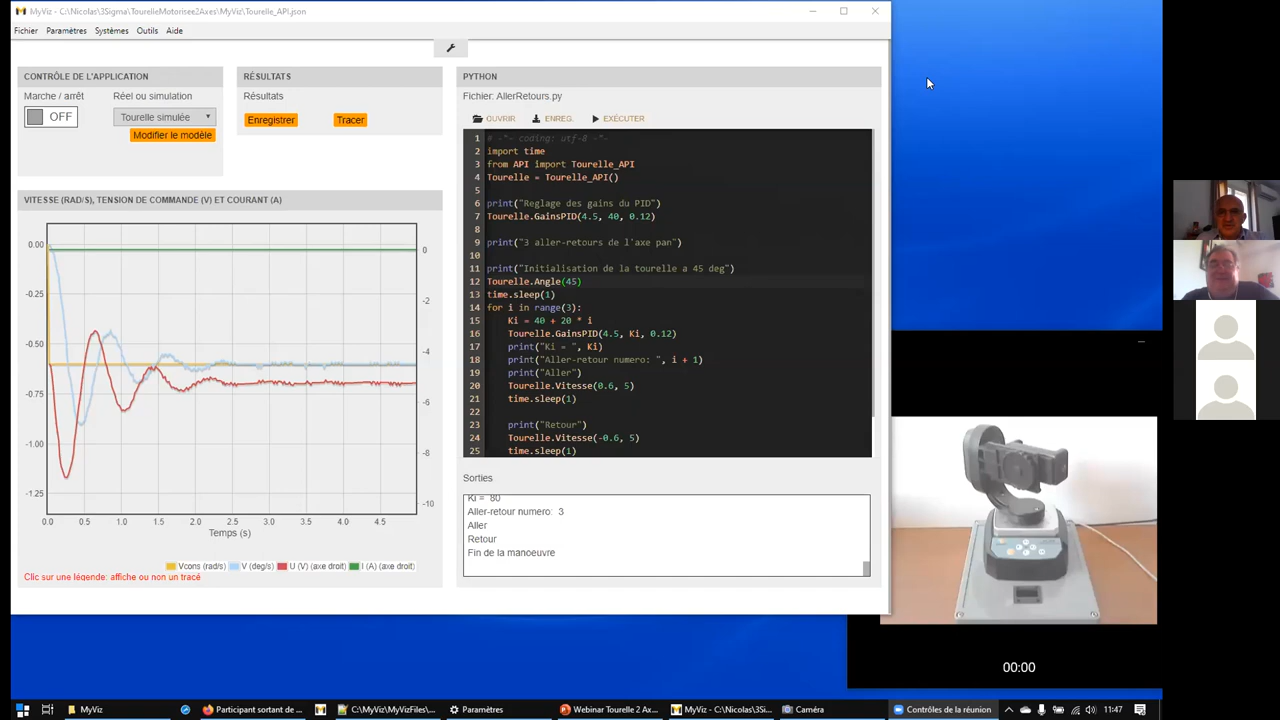 MyViz - C:\Nicolas\3Sigma\TourelleMotorisee2Axes\MyViz\Tourelle_API.json
Fichier Paramètres Systèmes Outils Aide
CONTRÔLE DE L'APPLICATION
Marche / arrêt
Réel ou simulation
OFF
Tourelle simulée
Modifier le modèle
RÉSULTATS
Résultats
Enregistrer
Tracer
VITESSE (RAD/S), TENSION DE COMMANDE (V) ET COURANT (A)
0.00
-0.25
-0.50
-0.75
-1.00
-1.25
0
-2
-4
-6
-8
-10
0.0 0.5 1.0 1.5 2.0 2.5 3.0 3.5 4.0 4.5
Temps (s)
Vcons (rad/s) V (deg/s) U (V) (axe droit) I (A) (axe droit)
Clic sur une légende: affiche ou non un tracé
PYTHON
Fichier: AllerRetours.py
OUVRIR ENREG. EXÉCUTER
1 # -*- coding: utf-8 -*-
2 import time
3 from API import Tourelle_API
4 Tourelle = Tourelle_API()
5
6 print("Reglage des gains du PID")
7 Tourelle.GainsPID(4.5, 40, 0.12)
8
9 print("3 aller-retours de l'axe pan")
10
11 print("Initialisation de la tourelle a 45 deg")
12 Tourelle.Angle(45)
13 time.sleep(1)
14 for i in range(3):
15 Ki = 40 + 20 * i
16 Tourelle.GainsPID(4.5, Ki, 0.12)
17 print("Ki = ", Ki)
18 print("Aller-retour numero: ", i + 1)
19 print("Aller")
20 Tourelle.Vitesse(0.6, 5)
21 time.sleep(1)
22
23 print("Retour")
24 Tourelle.Vitesse(-0.6, 5)
25 time.sleep(1)
Sorties
Ki = 80
Aller-retour numero: 3
Aller
Retour
Fin de la manoeuvre
00:00
MyViz
Participant sortant de ...
C:\MyViz\MyVizFiles\...
Paramètres
Webinar Tourelle 2 Ax...
MyViz - C:\Nicolas\3Si...
Caméra
Contrôles de la réunion
11:47